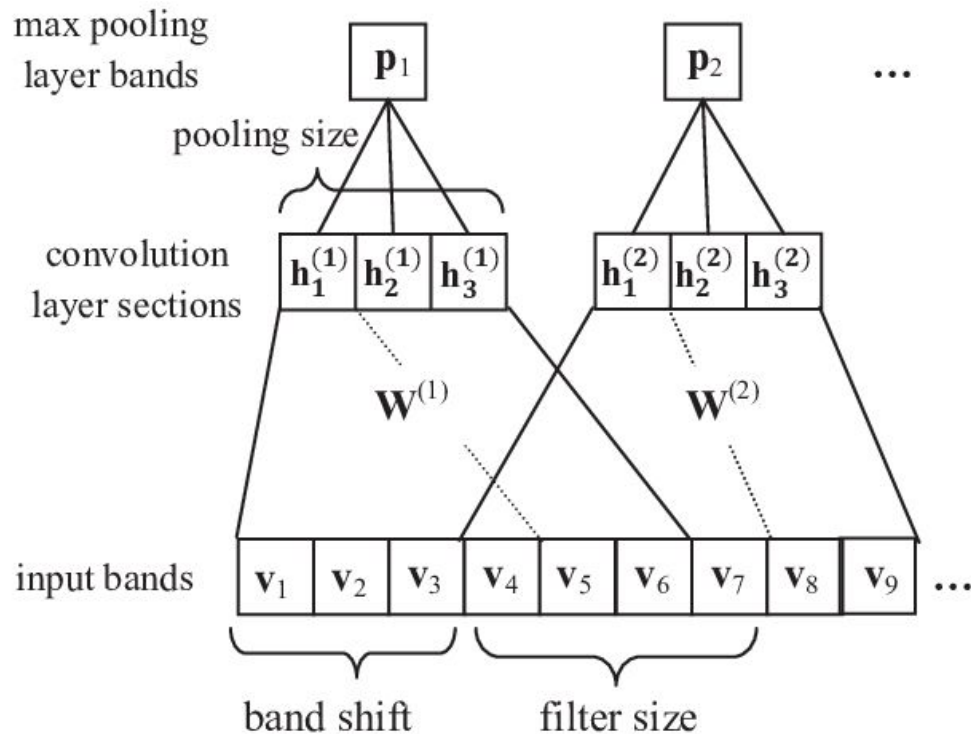 max pooling
layer bands
p₁ p₂ ...
pooling size
convolution
layer sections
h₁⁽¹⁾ h₂⁽¹⁾ h₃⁽¹⁾ h₁⁽²⁾ h₂⁽²⁾ h₃⁽²⁾
W⁽¹⁾ W⁽²⁾
input bands v₁ v₂ v₃ v₄ v₅ v₆ v₇ v₈ v₉ ...
band shift filter size